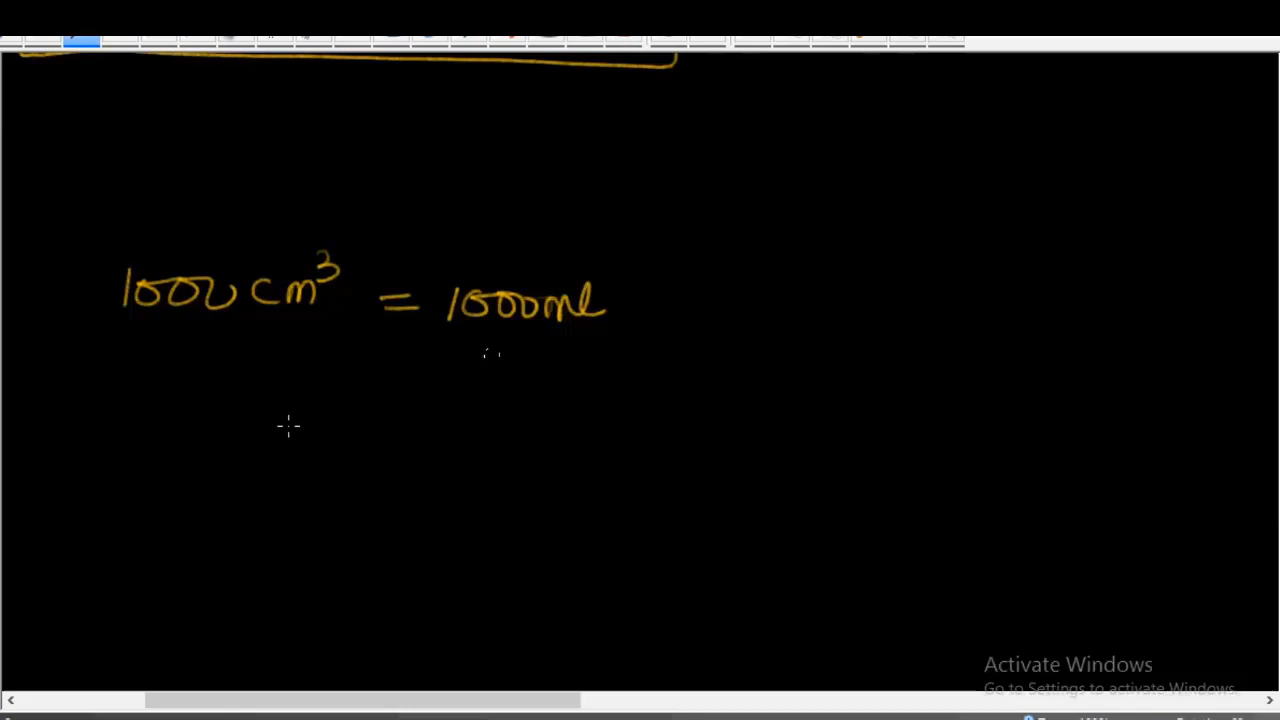 1000 cm³ = 1000ml
Activate Windows
Go to Settings to activate Windows.